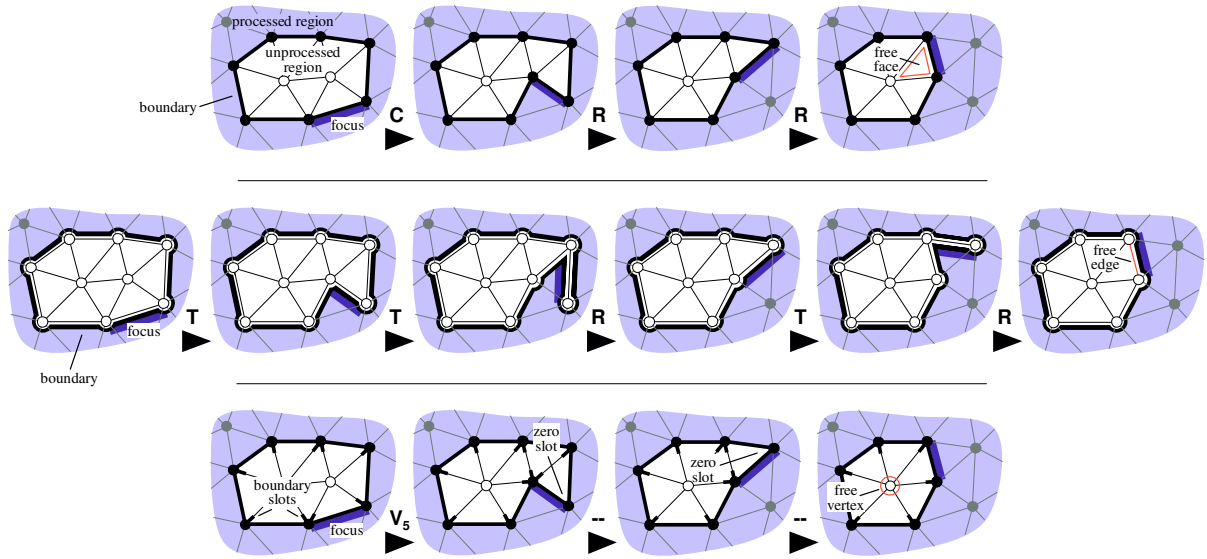 processed region
unprocessed
region
boundary
focus
C
R
R
free
face
focus
boundary
T
T
R
T
R
free
edge
boundary
slots
focus
V5
zero
slot
--
zero
slot
--
free
vertex